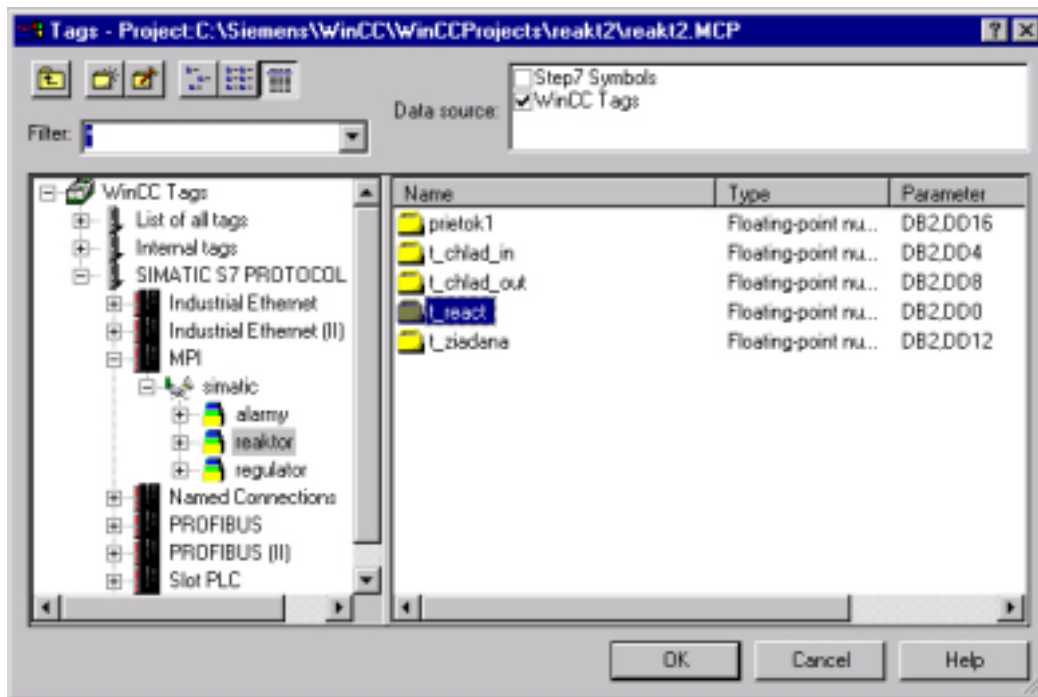 Tags - Project:C:\Siemens\WinCC\WinCCProjects\reakt2\reakt2.MCP
Step7 Symbols
Data source:
WinCC Tags
Filter: *
WinCC Tags
List of all tags
Internal tags
SIMATIC S7 PROTOCOL
Industrial Ethernet
Industrial Ethernet (II)
MPI
simatic
alarmy
reaktor
regulator
Named Connections
PROFIBUS
PROFIBUS (II)
Slot PLC
Name Type Parameter
prietok1 Floating-point nu... DB2,DD16
t_chlad_in Floating-point nu... DB2,DD4
t_chlad_out Floating-point nu... DB2,DD8
t_react Floating-point nu... DB2,DD0
t_ziadana Floating-point nu... DB2,DD12
OK Cancel Help